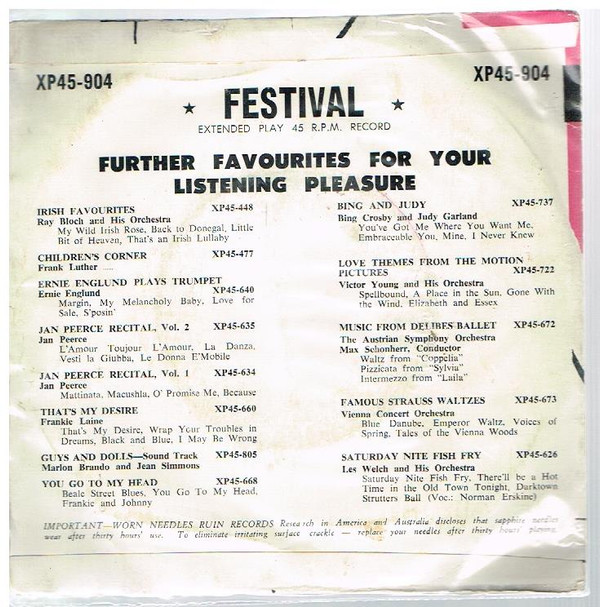 XP45-904
XP45-904
★ FESTIVAL ★
EXTENDED PLAY 45 R.P.M. RECORD
FURTHER FAVOURITES FOR YOUR
LISTENING PLEASURE
IRISH FAVOURITES XP45-448
Ray Bloch and His Orchestra
My Wild Irish Rose, Back to Donegal, Little
Bit of Heaven, That's an Irish Lullaby
CHILDREN'S CORNER XP45-477
Frank Luther ....
ERNIE ENGLUND PLAYS TRUMPET
Ernie Englund XP45-640
Margin, My Melancholy Baby, Love for
Sale, S'posin'
JAN PEERCE RECITAL, Vol. 2 XP45-635
Jan Peerce
L'Amour Toujour L'Amour, La Danza,
Vesti la Giubba, Le Donna E'Mobile
JAN PEERCE RECITAL, Vol. 1 XP45-634
Jan Peerce
Mattinata, Macushla, O' Promise Me, Because
THAT'S MY DESIRE XP45-660
Frankie Laine
That's My Desire, Wrap Your Troubles in
Dreams, Black and Blue, I May Be Wrong
GUYS AND DOLLS—Sound Track XP45-805
Marlon Brando and Jean Simmons
YOU GO TO MY HEAD XP45-668
Beale Street Blues, You Go To My Head,
Frankie and Johnny
BING AND JUDY XP45-737
Bing Crosby and Judy Garland
You've Got Me Where You Want Me,
Embraceable You, Mine, I Never Knew
LOVE THEMES FROM THE MOTION
PICTURES XP45-722
Victor Young and His Orchestra
Spellbound, A Place in the Sun, Gone With
the Wind, Elizabeth and Essex
MUSIC FROM DELIBES BALLET XP45-672
The Austrian Symphony Orchestra
Max Schonherr, Conductor
Waltz from "Coppelia"
Pizzicata from "Sylvia"
Intermezzo from "Laila"
FAMOUS STRAUSS WALTZES XP45-673
Vienna Concert Orchestra
Blue Danube, Emperor Waltz, Voices of
Spring, Tales of the Vienna Woods
SATURDAY NITE FISH FRY XP45-626
Les Welch and His Orchestra
Saturday Nite Fish Fry, There'll be a Hot
Time in the Old Town Tonight, Darktown
Strutters Ball (Voc.: Norman Erskine)
IMPORTANT—WORN NEEDLES RUIN RECORDS Research in America and Australia discloses that sapphire needles
wear after thirty hours' use. To eliminate irritating surface crackle — replace your needles after thirty hours' playing.